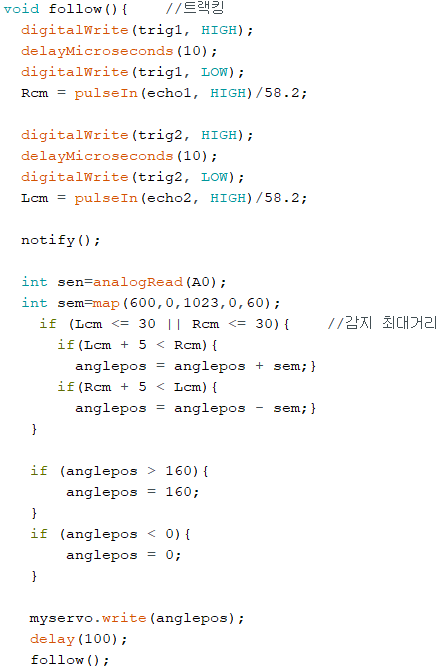 void follow(){    //트랙킹
  digitalWrite(trig1, HIGH);
  delayMicroseconds(10);
  digitalWrite(trig1, LOW);
  Rcm = pulseIn(echo1, HIGH)/58.2;

  digitalWrite(trig2, HIGH);
  delayMicroseconds(10);
  digitalWrite(trig2, LOW);
  Lcm = pulseIn(echo2, HIGH)/58.2;

  notify();

  int sen=analogRead(A0);
  int sem=map(600,0,1023,0,60);
    if (Lcm <= 30 || Rcm <= 30){    //감지 최대거리
      if(Lcm + 5 < Rcm){
        anglepos = anglepos + sem;}
      if(Rcm + 5 < Lcm){
        anglepos = anglepos - sem;}
   }

   if (anglepos > 160){
       anglepos = 160;
   }
   if (anglepos < 0){
       anglepos = 0;
   }

   myservo.write(anglepos);
   delay(100);
   follow();